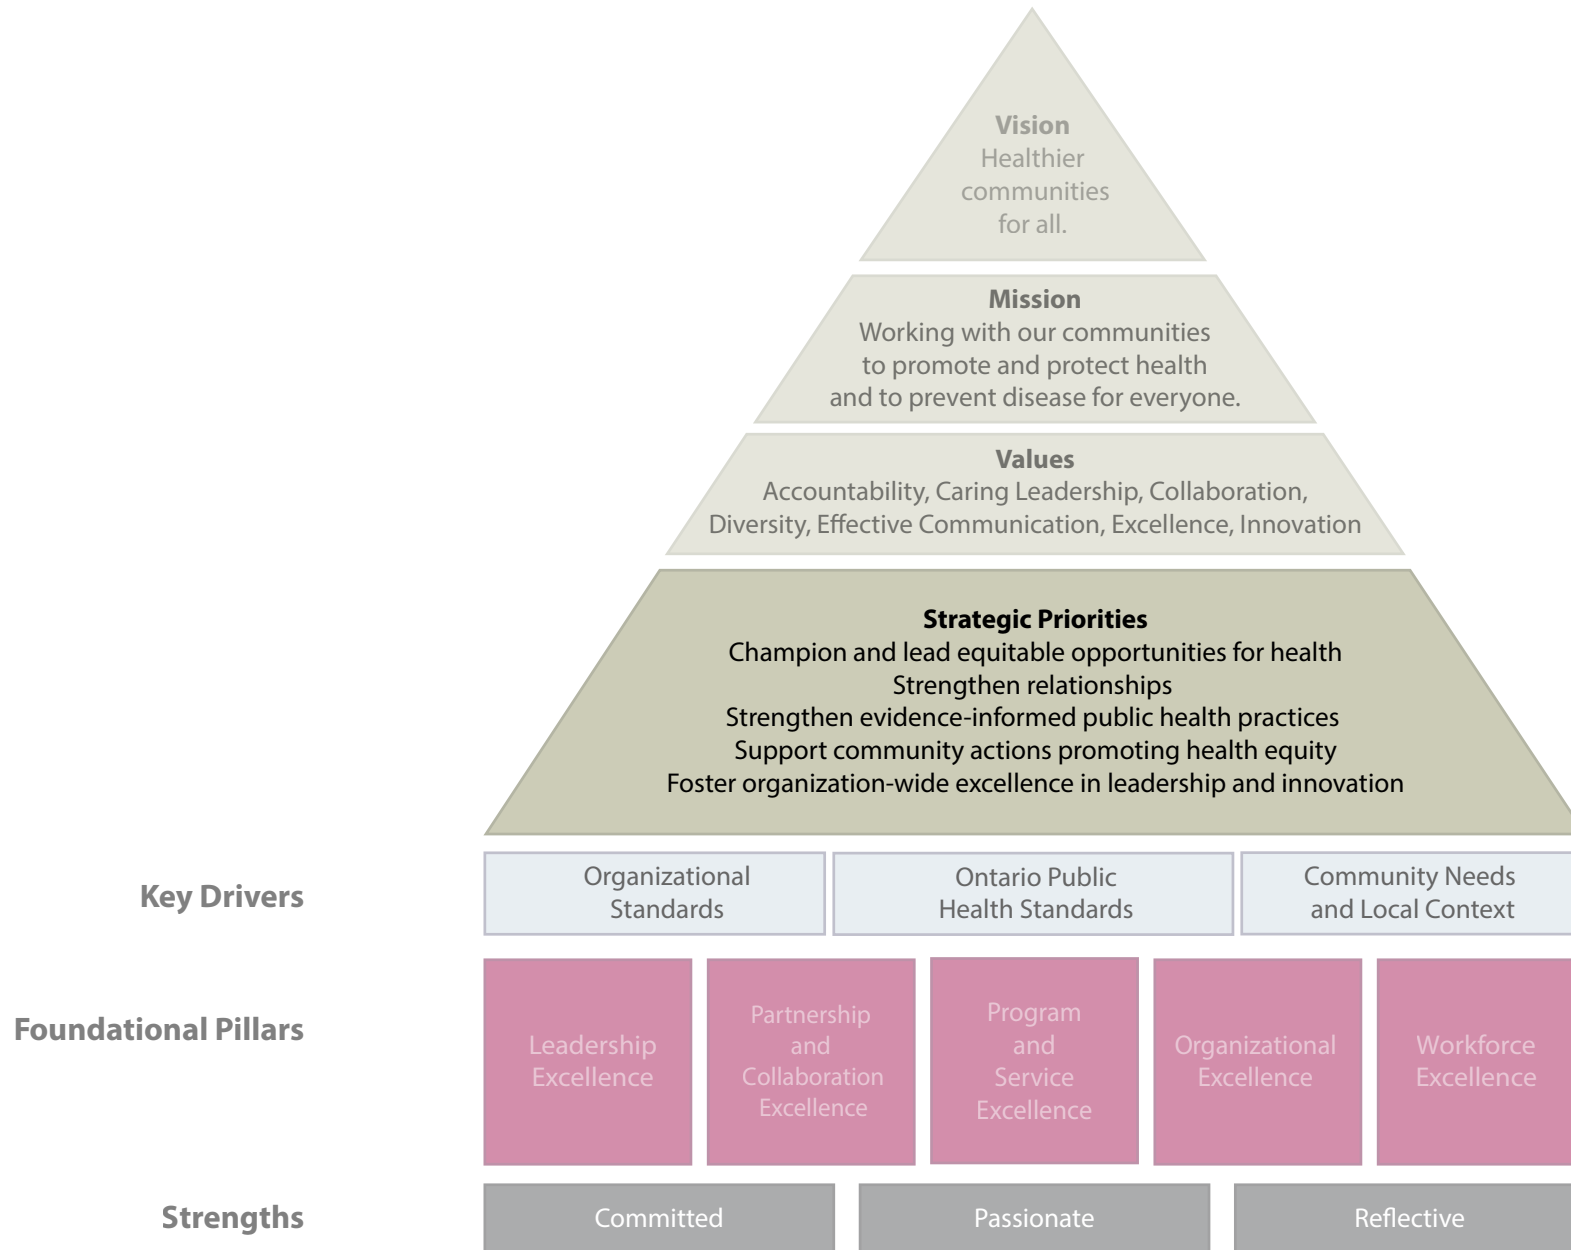 Vision
Healthier
communities
for all.
Mission
Working with our communities
to promote and protect health
and to prevent disease for everyone.
Values
Accountability, Caring Leadership, Collaboration,
Diversity, Effective Communication, Excellence, Innovation
Strategic Priorities
Champion and lead equitable opportunities for health
Strengthen relationships
Strengthen evidence-informed public health practices
Support community actions promoting health equity
Foster organization-wide excellence in leadership and innovation
Key Drivers
Organizational
Standards
Ontario Public
Health Standards
Community Needs
and Local Context
Foundational Pillars
Leadership
Excellence
Partnership
and
Collaboration
Excellence
Program
and
Service
Excellence
Organizational
Excellence
Workforce
Excellence
Strengths
Committed
Passionate
Reflective